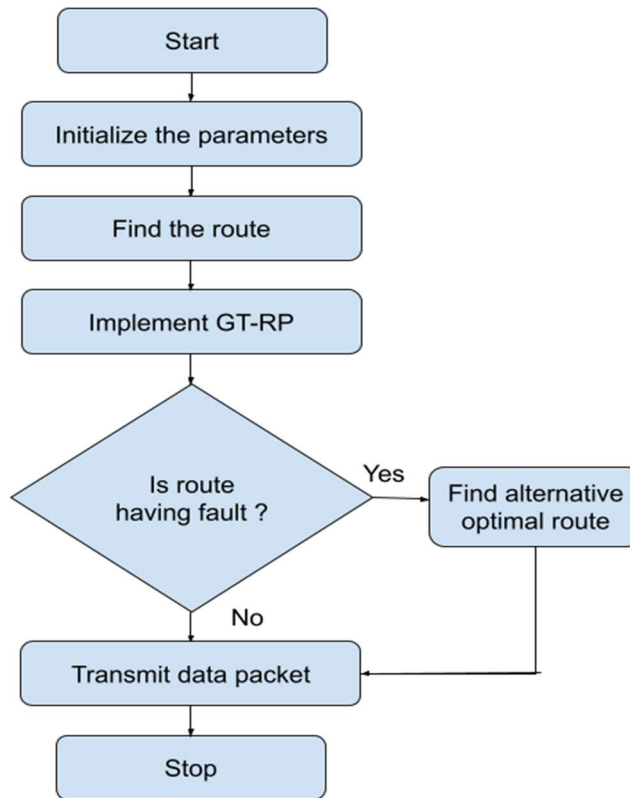 Start
Initialize the parameters
Find the route
Implement GT-RP
Is route
having fault ?
Yes
Find alternative
optimal route
No
Transmit data packet
Stop